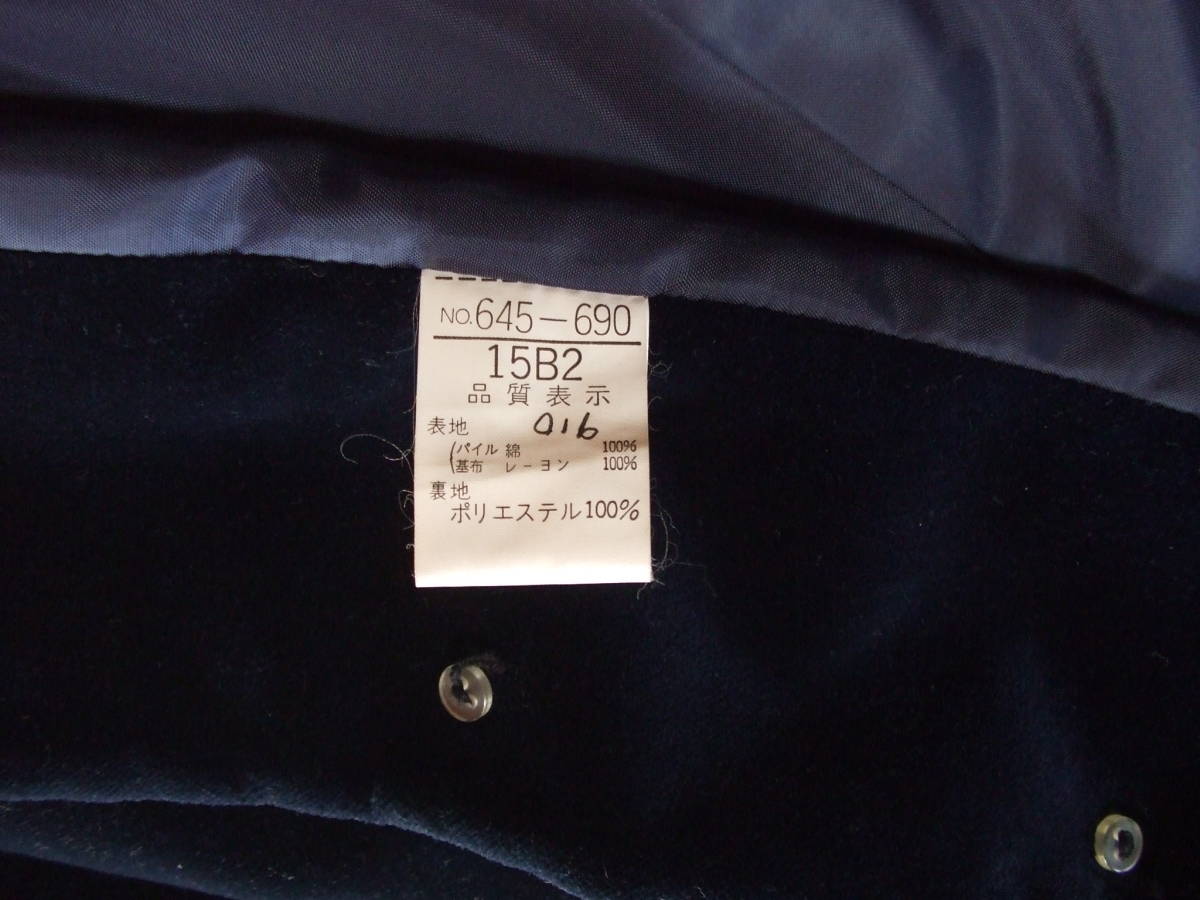 NO.645-690
15B2
品質表示
表地 016
(パイル 綿 100%
(基布 レーヨン 100%
裏地
ポリエステル100%